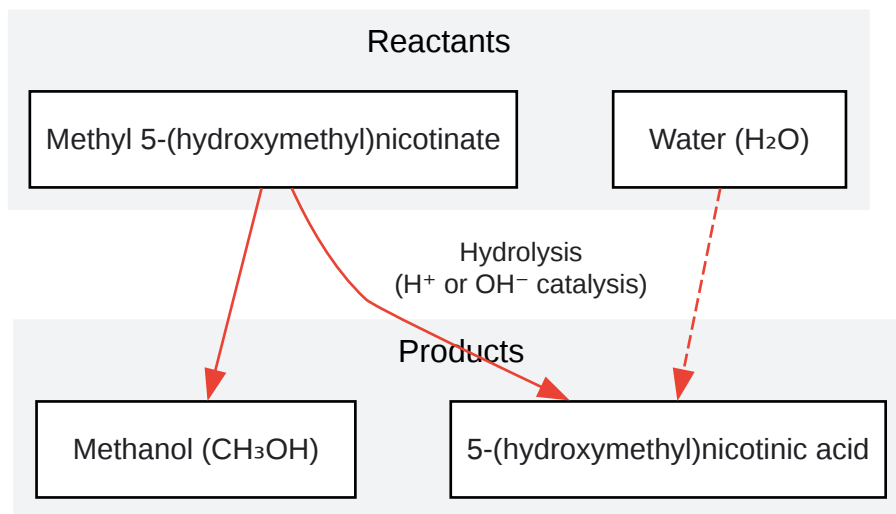 Reactants
Methyl 5-(hydroxymethyl)nicotinate
Water (H₂O)
Hydrolysis
(H⁺ or OH⁻ catalysis)
Products
Methanol (CH₃OH)
5-(hydroxymethyl)nicotinic acid